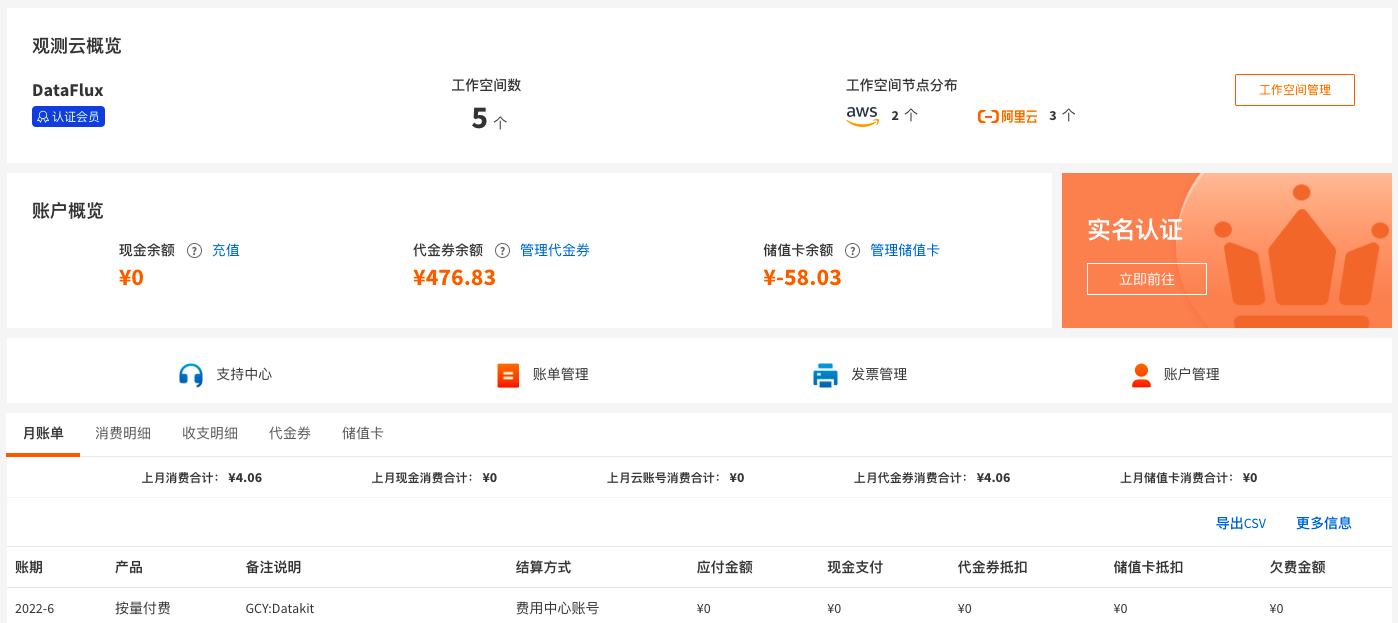 观测云概览
DataFlux
认证会员
工作空间数
5 个
工作空间节点分布
aws 2 个 阿里云 3 个
工作空间管理
账户概览
现金余额 ? 充值
¥0
代金券余额 ? 管理代金券
¥476.83
储值卡余额 ? 管理储值卡
¥-58.03
实名认证
立即前往
支持中心 账单管理 发票管理 账户管理
月账单 消费明细 收支明细 代金券 储值卡
上月消费合计: ¥4.06 上月现金消费合计: ¥0 上月云账号消费合计: ¥0 上月代金券消费合计: ¥4.06 上月储值卡消费合计: ¥0
导出CSV 更多信息
账期 产品 备注说明 结算方式 应付金额 现金支付 代金券抵扣 储值卡抵扣 欠费金额
2022-6 按量付费 GCY:Datakit 费用中心账号 ¥0 ¥0 ¥0 ¥0 ¥0